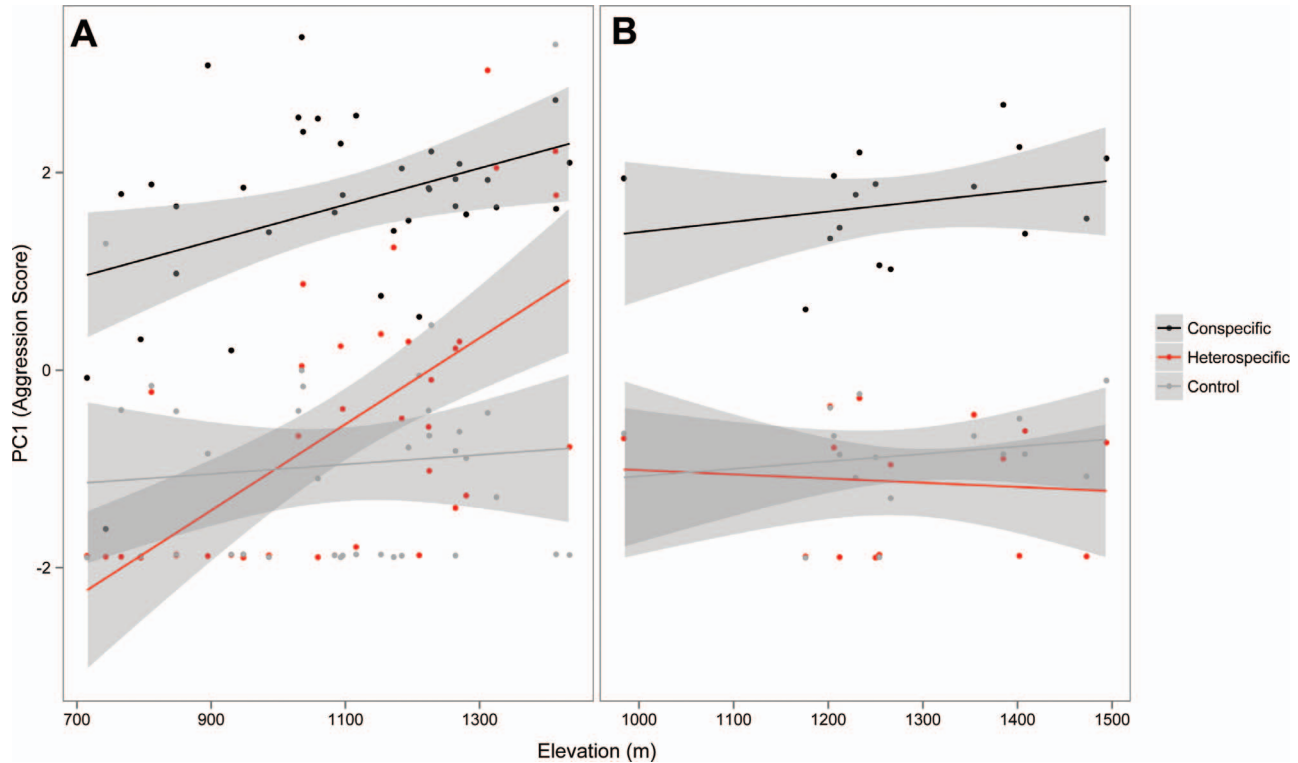 A
B
PC1 (Aggression Score)
2
0
-2
700 900 1100 1300
1000 1100 1200 1300 1400 1500
Elevation (m)
Conspecific
Heterospecific
Control